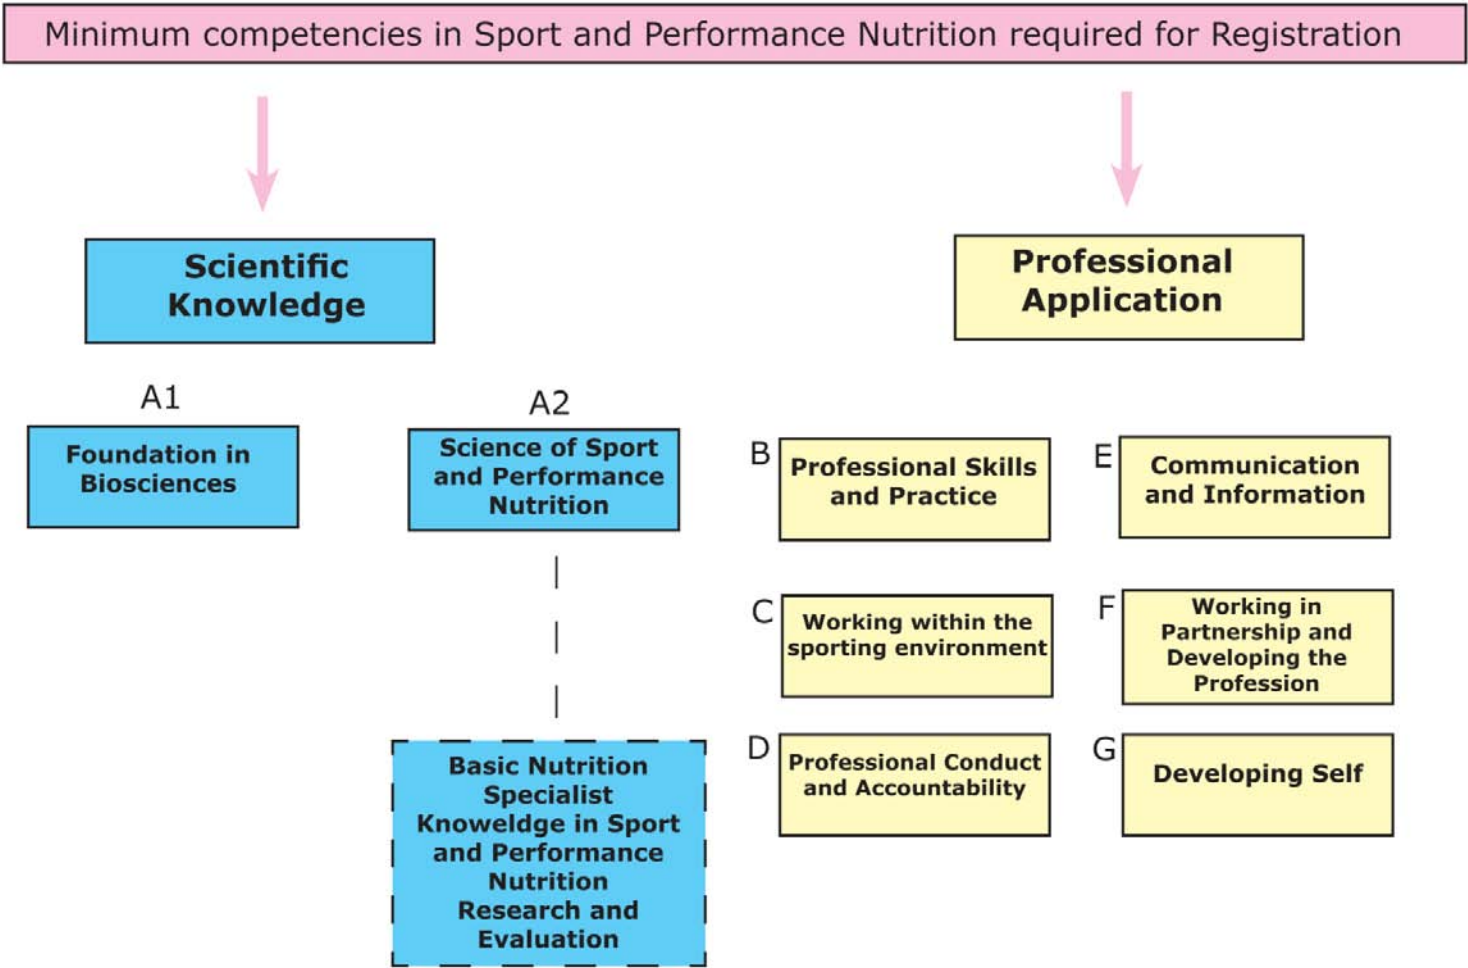 Minimum competencies in Sport and Performance Nutrition required for Registration
Scientific
Knowledge
Professional
Application
A1
Foundation in
Biosciences
A2
Science of Sport
and Performance
Nutrition
Basic Nutrition
Specialist
Knoweldge in Sport
and Performance
Nutrition
Research and
Evaluation
B
Professional Skills
and Practice
C
Working within the
sporting environment
D
Professional Conduct
and Accountability
E
Communication
and Information
F
Working in
Partnership and
Developing the
Profession
G
Developing Self